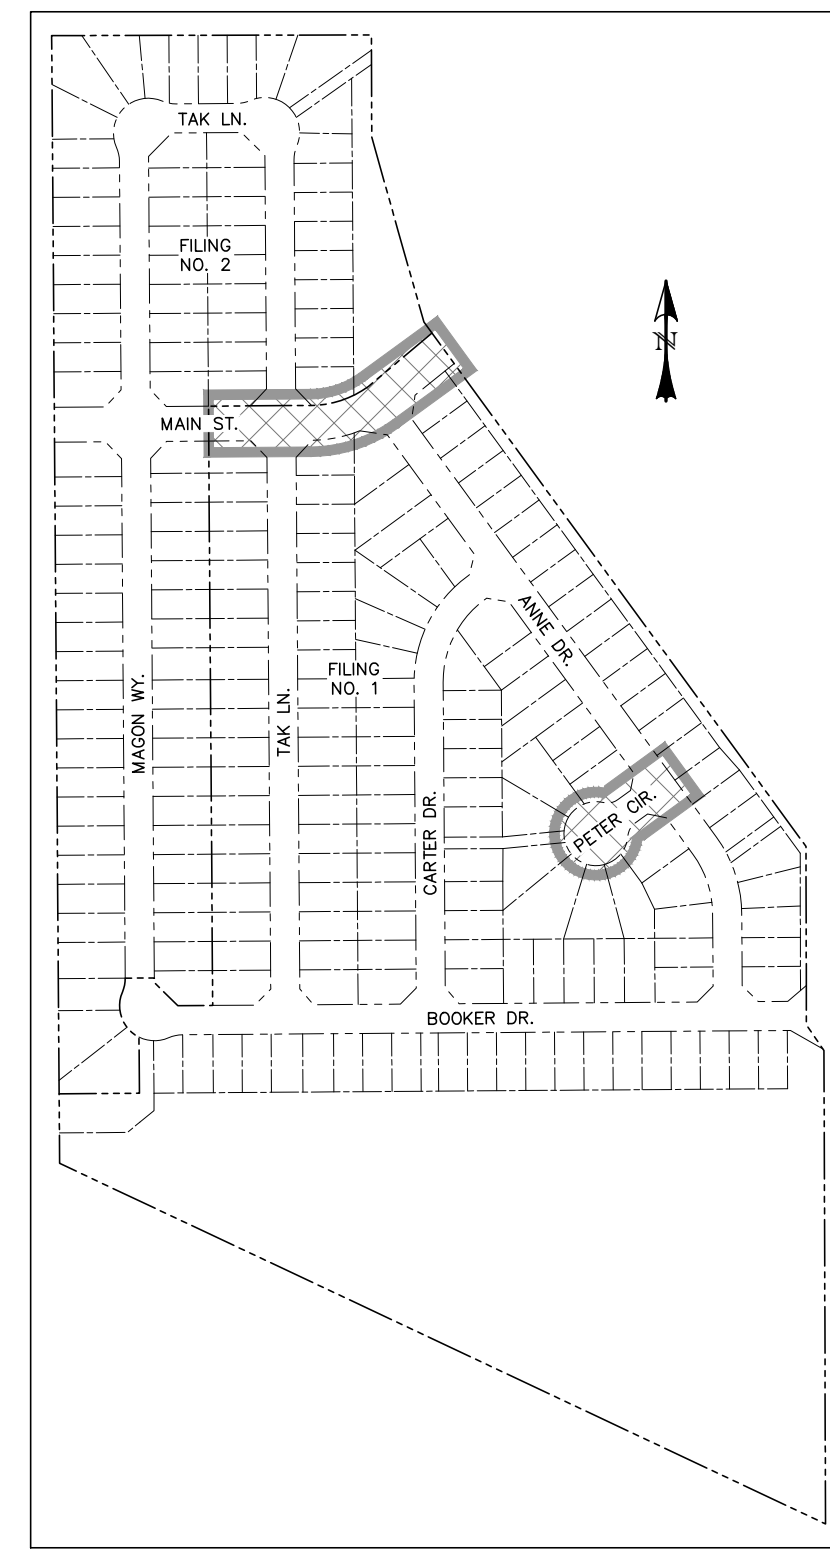 TAK LN.
FILING
NO. 2
N
MAIN ST.
ANNE DR.
FILING
NO. 1
MAGON WY.
TAK LN.
CARTER DR.
PETER CIR.
BOOKER DR.